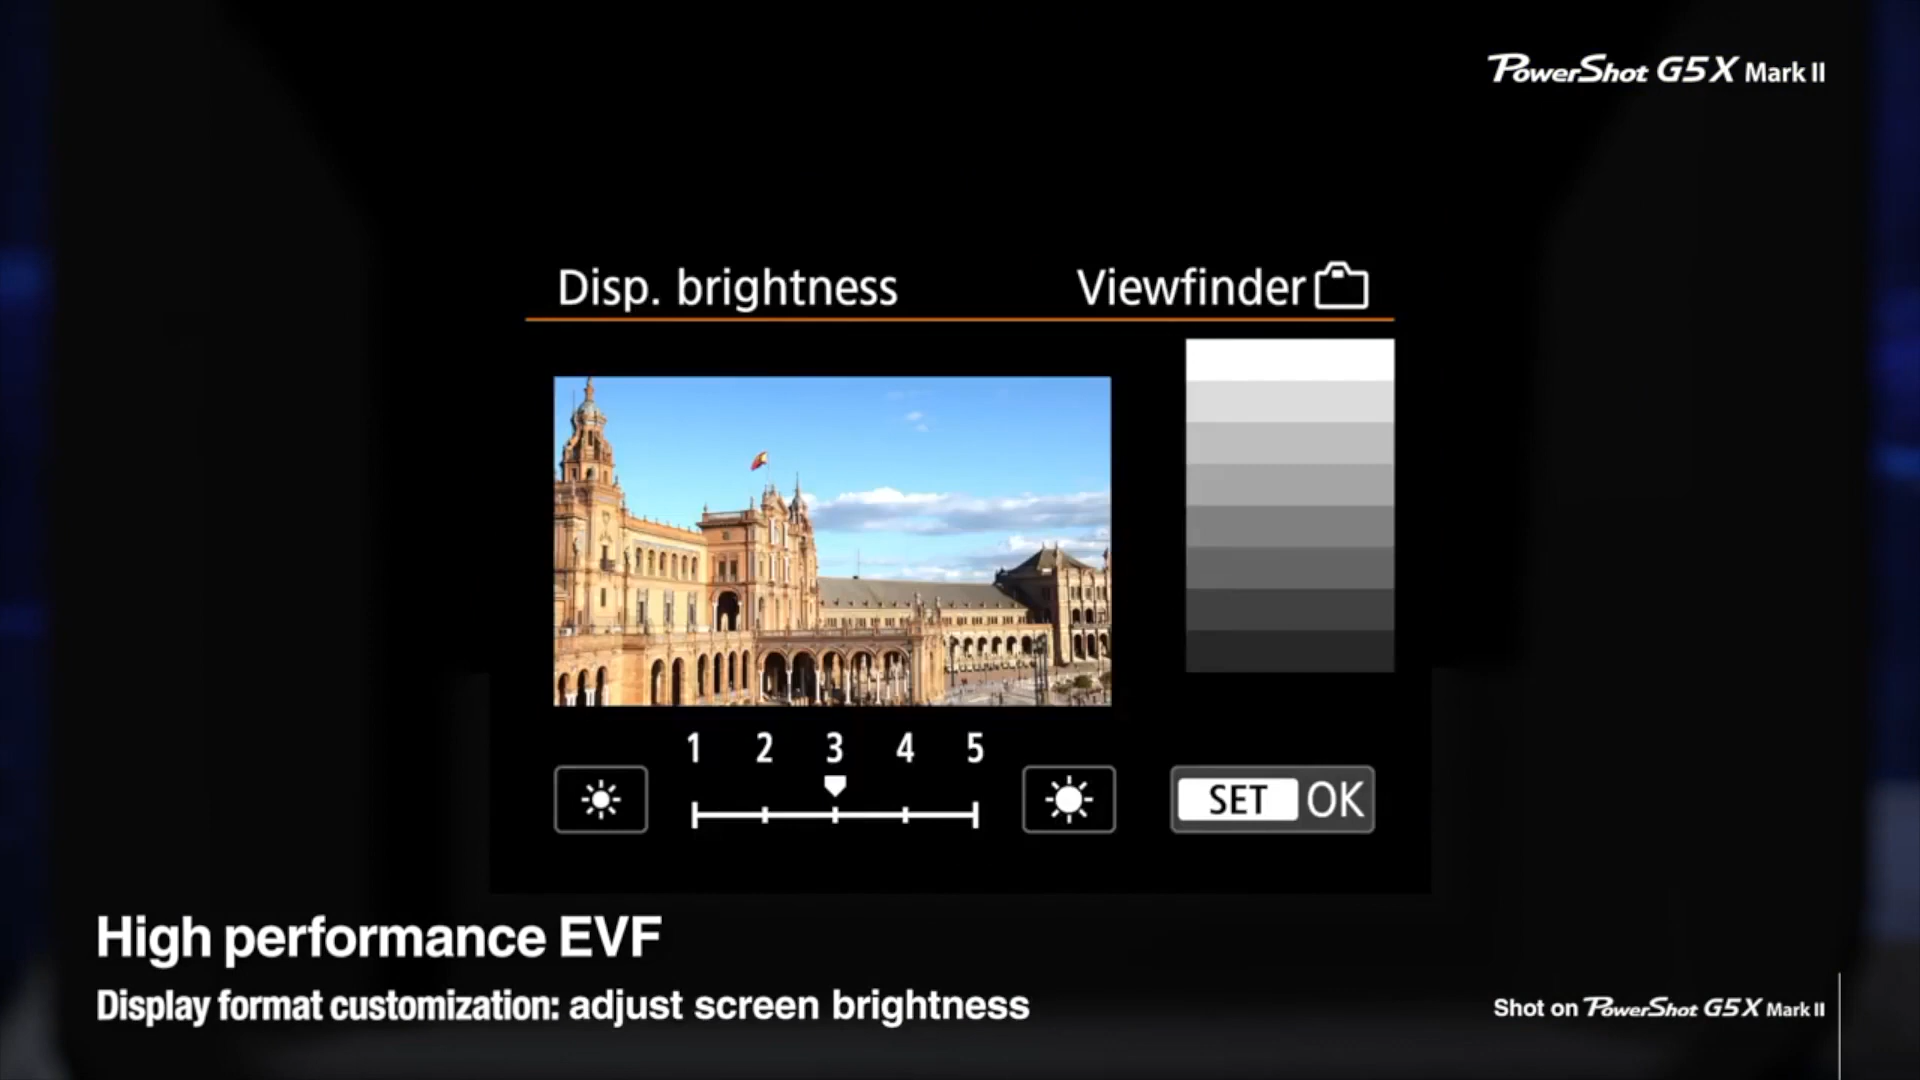 PowerShot G5X Mark II
Disp. brightness Viewfinder
1 2 3 4 5
SET OK
High performance EVF
Display format customization: adjust screen brightness
Shot on PowerShot G5X Mark II